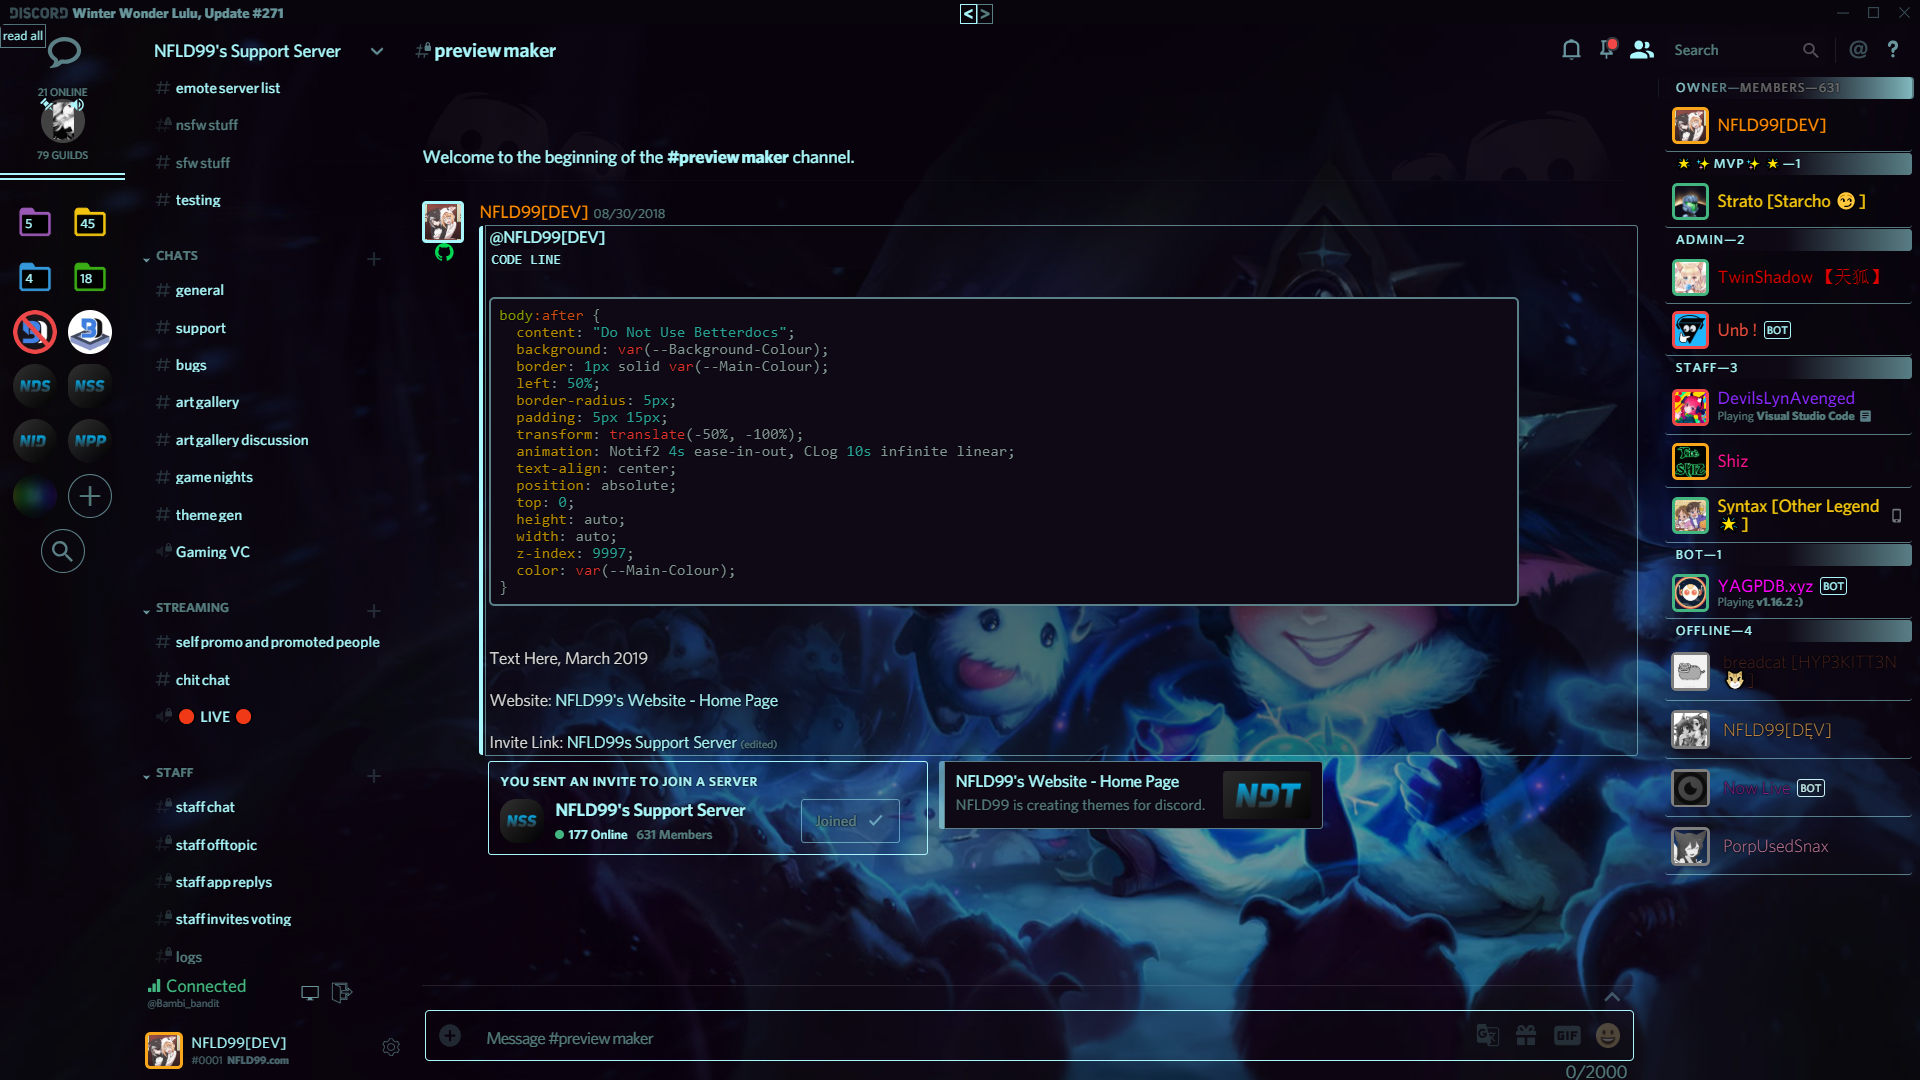 DISCORD Winter Wonder Lulu, Update #271
<>
read all
21 ONLINE
79 GUILDS
5
45
4
18
NDS
NSS
NID
NPP
NFLD99's Support Server
# emote server list
# nsfw stuff
# sfw stuff
# testing
CHATS
# general
# support
# bugs
# art gallery
# art gallery discussion
# game nights
# theme gen
Gaming VC
STREAMING
# self promo and promoted people
# chit chat
🔴 LIVE 🔴
STAFF
# staff chat
# staff offtopic
# staff app replys
# staff invites voting
# logs
Connected
@Bambi_bandit
NFLD99[DEV]
#0001 NFLD99.com
# preview maker
Search
@ ?
Welcome to the beginning of the #preview maker channel.
NFLD99[DEV] 08/30/2018
@NFLD99[DEV]
CODE LINE
body:after {
content: "Do Not Use Betterdocs";
background: var(--Background-Colour);
border: 1px solid var(--Main-Colour);
left: 50%;
border-radius: 5px;
padding: 5px 15px;
transform: translate(-50%, -100%);
animation: Notif2 4s ease-in-out, CLog 10s infinite linear;
text-align: center;
position: absolute;
top: 0;
height: auto;
width: auto;
z-index: 9997;
color: var(--Main-Colour);
}
Text Here, March 2019
Website: NFLD99's Website - Home Page
Invite Link: NFLD99s Support Server (edited)
YOU SENT AN INVITE TO JOIN A SERVER
NSS
NFLD99's Support Server
177 Online 631 Members
Joined ✓
NFLD99's Website - Home Page
NFLD99 is creating themes for discord.
NDT
Message #preview maker
GIF
0/2000
OWNER—MEMBERS—631
NFLD99[DEV]
⭐ ✨ MVP ✨ ⭐ —1
Strato [Starcho 😏 ]
ADMIN—2
TwinShadow 【天狐】
Unb ! BOT
STAFF—3
DevilsLynAvenged
Playing Visual Studio Code
The SHIZ
Shiz
Syntax [Other Legend
⭐ ]
BOT—1
YAGPDB.xyz BOT
Playing v1.16.2 :)
OFFLINE—4
breadcat [HYP3KITT3N
🐱 ]
NFLD99[DĘV]
Now Live BOT
PorpUsedSnax